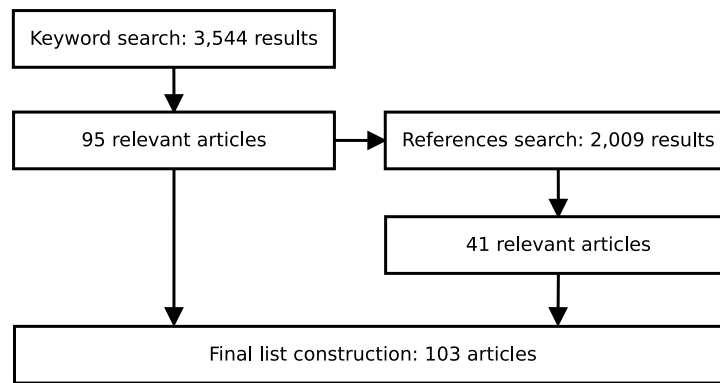 Keyword search: 3,544 results
95 relevant articles
References search: 2,009 results
41 relevant articles
Final list construction: 103 articles